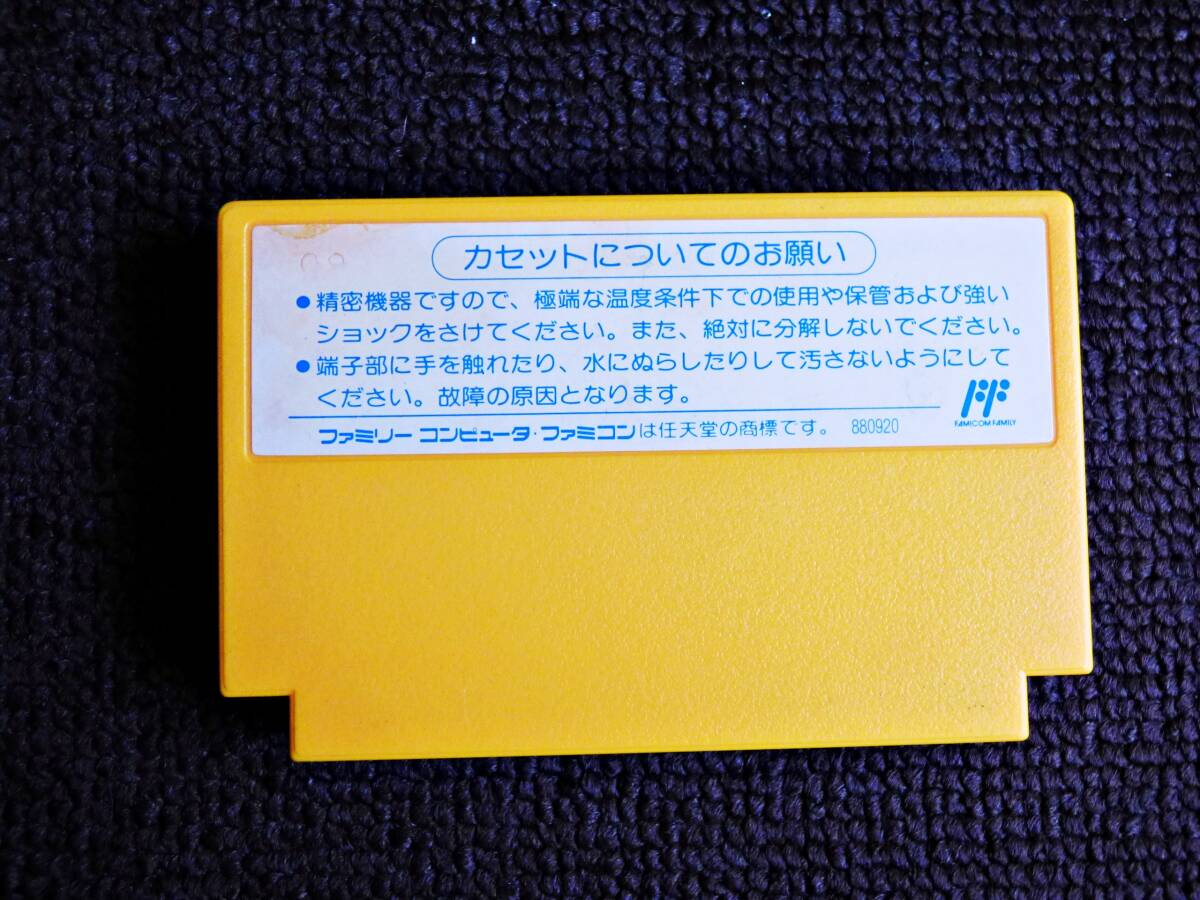 カセットについてのお願い
●精密機器ですので、極端な温度条件下での使用や保管および強い
ショックをさけてください。また、絶対に分解しないでください。
●端子部に手を触れたり、水にぬらしたりして汚さないようにして
ください。故障の原因となります。
FAMICOM FAMILY
ファミリー コンピュータ・ファミコンは任天堂の商標です。 880920